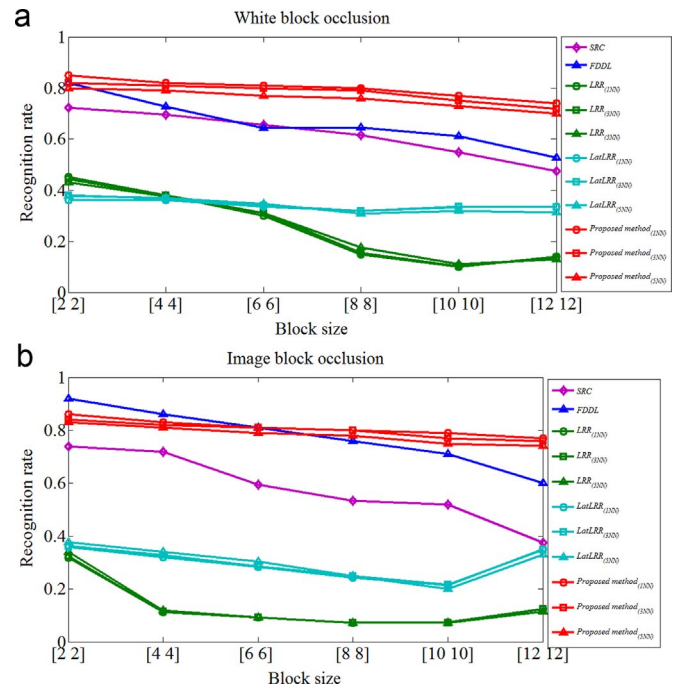 a
White block occlusion
Recognition rate
1
0.8
0.6
0.4
0.2
0
[2 2] [4 4] [6 6] [8 8] [10 10] [12 12]
Block size
SRC
FDDL
LRR(1NN)
LRR(3NN)
LRR(5NN)
LatLRR(1NN)
LatLRR(3NN)
LatLRR(5NN)
Proposed method(1NN)
Proposed method(3NN)
Proposed method(5NN)
b
Image block occlusion
Recognition rate
1
0.8
0.6
0.4
0.2
0
[2 2] [4 4] [6 6] [8 8] [10 10] [12 12]
Block size
SRC
FDDL
LRR(1NN)
LRR(3NN)
LRR(5NN)
LatLRR(1NN)
LatLRR(3NN)
LatLRR(5NN)
Proposed method(1NN)
Proposed method(3NN)
Proposed method(5NN)